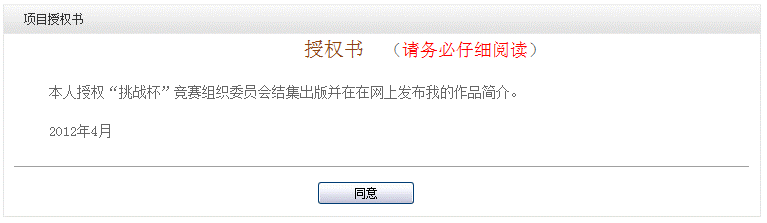 项目授权书
授权书 （请务必仔细阅读）
本人授权“挑战杯”竞赛组织委员会结集出版并在在网上发布我的作品简介。
2012年4月
同意